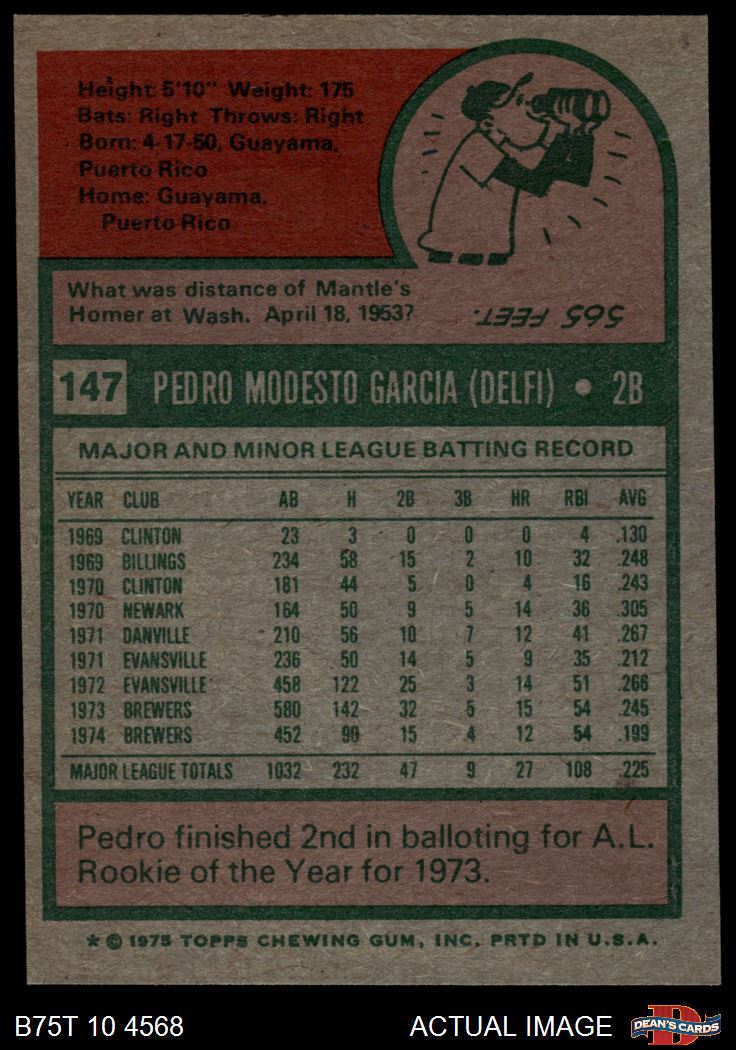 Height: 5'10" Weight: 175
Bats: Right Throws: Right
Born: 4-17-50, Guayama,
Puerto Rico
Home: Guayama,
Puerto Rico
What was distance of Mantle's
Homer at Wash. April 18, 1953?
565 FEET.
147 PEDRO MODESTO GARCIA (DELFI) • 2B
MAJOR AND MINOR LEAGUE BATTING RECORD
YEAR CLUB AB H 2B 3B HR RBI AVG
1969 CLINTON 23 3 0 0 0 4 .130
1969 BILLINGS 234 58 15 2 10 32 .248
1970 CLINTON 181 44 5 0 4 16 .243
1970 NEWARK 164 50 9 5 14 36 .305
1971 DANVILLE 210 56 10 7 12 41 .267
1971 EVANSVILLE 236 50 14 5 9 35 .212
1972 EVANSVILLE 458 122 25 3 14 51 .266
1973 BREWERS 580 142 32 5 15 54 .245
1974 BREWERS 452 90 15 4 12 54 .199
MAJOR LEAGUE TOTALS 1032 232 47 9 27 108 .225
Pedro finished 2nd in balloting for A.L.
Rookie of the Year for 1973.
* © 1975 TOPPS CHEWING GUM, INC. PRTD IN U.S.A.
B75T 10 4568 ACTUAL IMAGE D DEAN'S CARDS